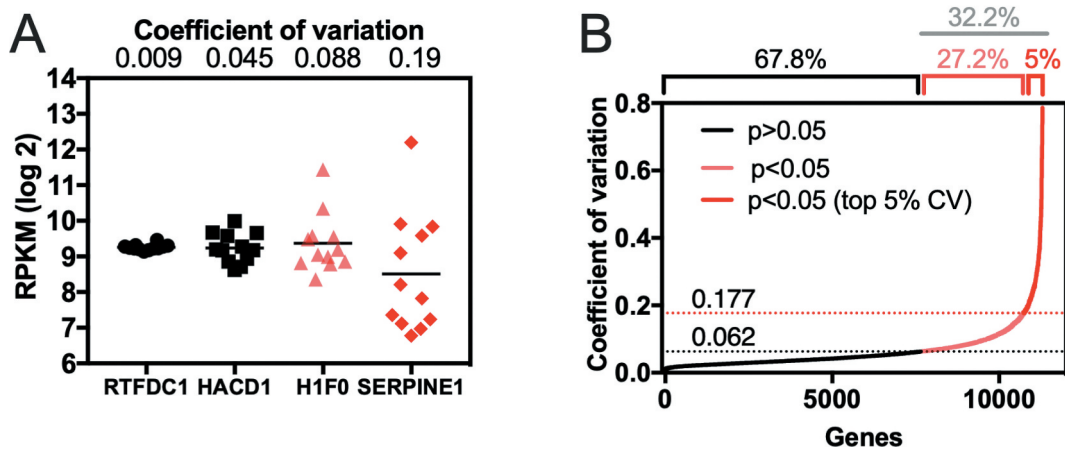 A
Coefficient of variation
0.009 0.045 0.088 0.19
RPKM (log 2)
14
13
12
11
10
9
8
7
6
RTFDC1 HACD1 H1F0 SERPINE1
B
32.2%
67.8% 27.2% 5%
Coefficient of variation
0.8
0.6
0.4
0.2
0.0
p>0.05
p<0.05
p<0.05 (top 5% CV)
0.177
0.062
0 5000 10000
Genes